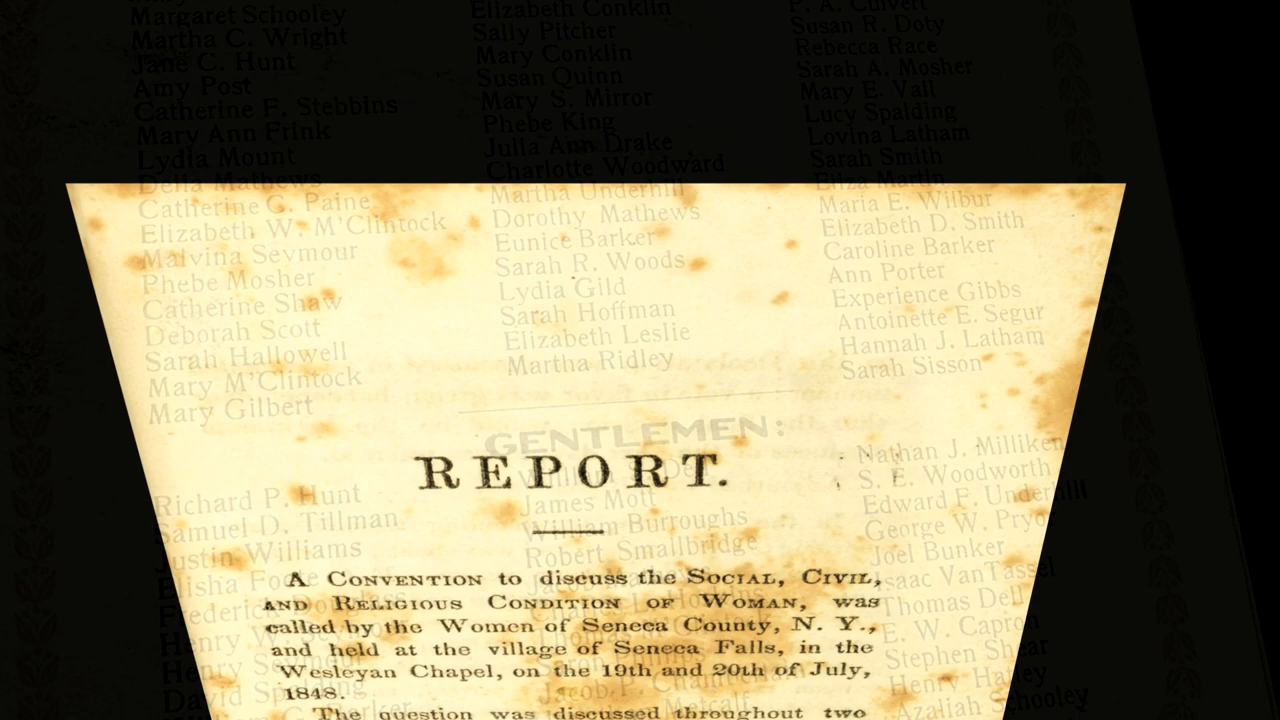 Margaret Schooley
Martha C. Wright
Jane C. Hunt
Amy Post
Catherine F. Stebbins
Mary Ann Frink
Lydia Mount
Delia Mathews
Catherine C. Paine
Elizabeth W. M'Clintock
Malvina Seymour
Phebe Mosher
Catherine Shaw
Deborah Scott
Sarah Hallowell
Mary M'Clintock
Mary Gilbert
Elizabeth Conklin
Sally Pitcher
Mary Conklin
Susan Quinn
Mary S. Mirror
Phebe King
Julia Ann Drake
Charlotte Woodward
Martha Underhill
Dorothy Mathews
Eunice Barker
Sarah R. Woods
Lydia Gild
Sarah Hoffman
Elizabeth Leslie
Martha Ridley
P. A. Culvert
Susan R. Doty
Rebecca Race
Sarah A. Mosher
Mary E. Vail
Lucy Spalding
Lovina Latham
Sarah Smith
Eliza Martin
Maria E. Wilbur
Elizabeth D. Smith
Caroline Barker
Ann Porter
Experience Gibbs
Antoinette E. Segur
Hannah J. Latham
Sarah Sisson
GENTLEMEN:
Richard P. Hunt
Samuel D. Tillman
Justin Williams
Elisha Foote
Frederick Douglass
Henry W.
Henry Seymour
David Spalding
James Mott
William Burroughs
Robert Smallbridge
Jacob
Charles L. Hoskins
Thomas
Saron Phillips
Jacob P. Chamberlain
Metcalf
Nathan J. Milliken
S. E. Woodworth
Edward F. Underhill
George W. Pryor
Joel Bunker
Isaac VanTassel
Thomas Dell
E. W. Capron
Stephen Shear
Henry Hatley
Azaliah Schooley
REPORT.
A CONVENTION to discuss the SOCIAL, CIVIL,
AND RELIGIOUS CONDITION OF WOMAN, was
called by the Women of Seneca County, N. Y.,
and held at the village of Seneca Falls, in the
Wesleyan Chapel, on the 19th and 20th of July,
1848.
The question was discussed throughout two